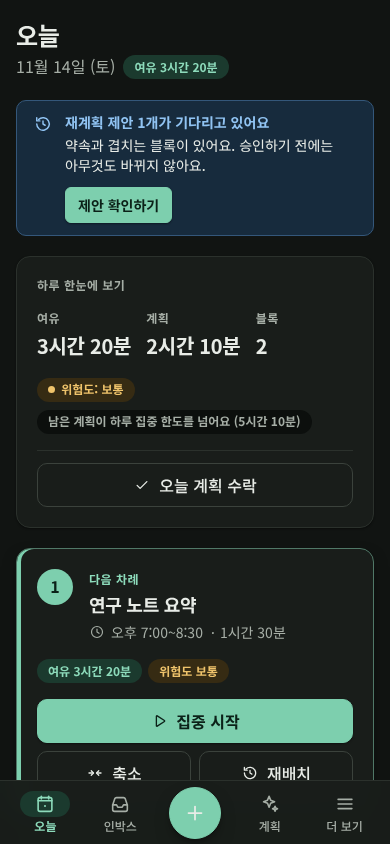 오늘
11월 14일 (토) 여유 3시간 20분
재계획 제안 1개가 기다리고 있어요
약속과 겹치는 블록이 있어요. 승인하기 전에는
아무것도 바뀌지 않아요.
제안 확인하기
하루 한눈에 보기
여유 계획 블록
3시간 20분 2시간 10분 2
위험도: 보통
남은 계획이 하루 집중 한도를 넘어요 (5시간 10분)
오늘 계획 수락
1
다음 차례
연구 노트 요약
오후 7:00~8:30 · 1시간 30분
여유 3시간 20분 위험도 보통
집중 시작
축소 재배치
오늘 인박스 계획 더 보기